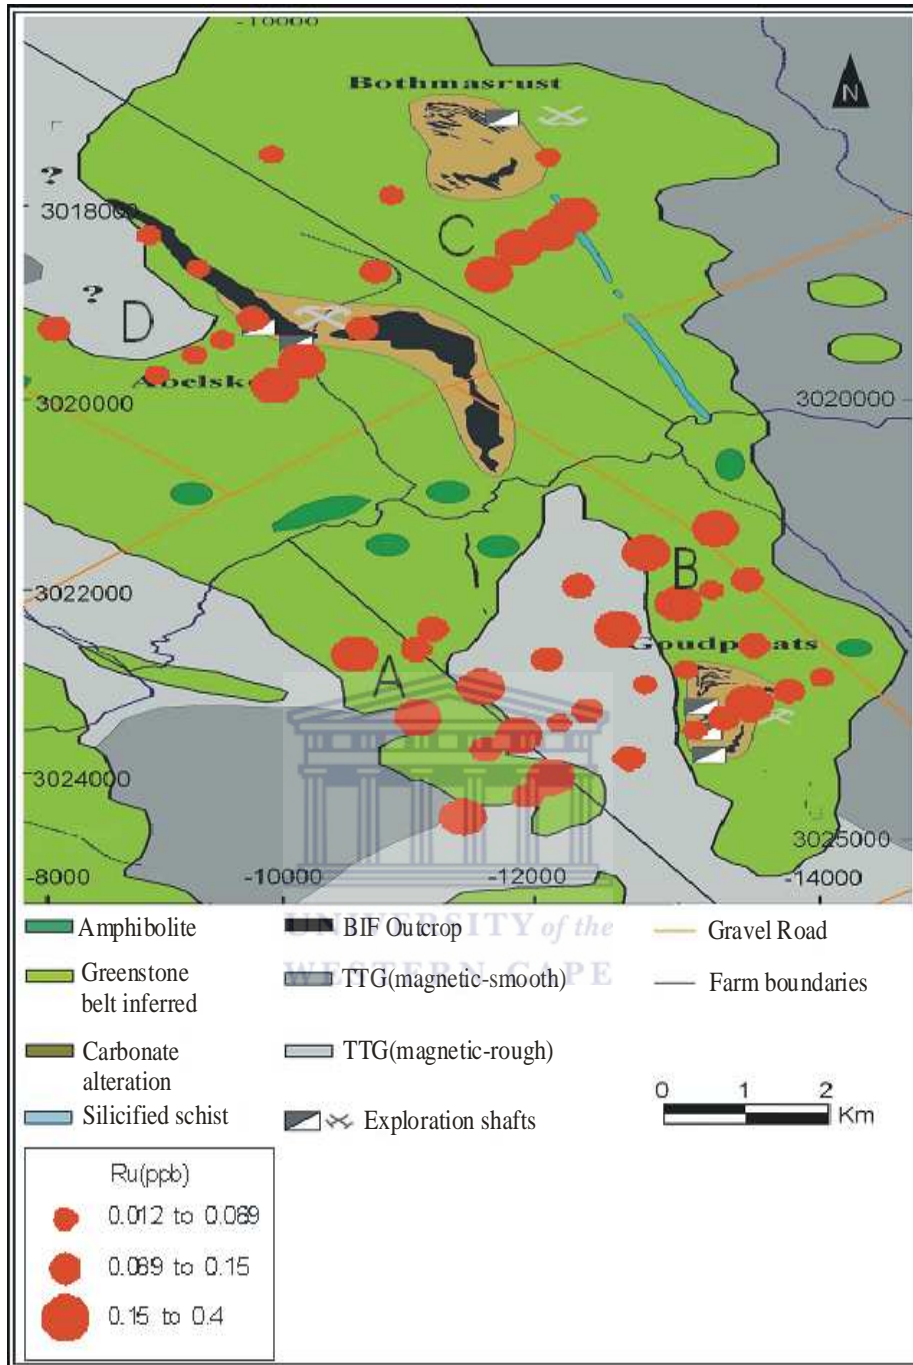 -10000
Bothmasrust
N
?
3018000
C
?
D
3020000
3020000
B
3022000
Goudplaats
A
3024000
3025000
-8000
-10000
-12000
-14000
UNIVERSITY of the
WESTERN CAPE
Amphibolite
BIF Outcrop
Gravel Road
Greenstone
belt inferred
TTG(magnetic-smooth)
Farm boundaries
Carbonate
alteration
TTG(magnetic-rough)
Silicified schist
Exploration shafts
0 1 2
Km
Ru(ppb)
0.012 to 0.089
0.089 to 0.15
0.15 to 0.4